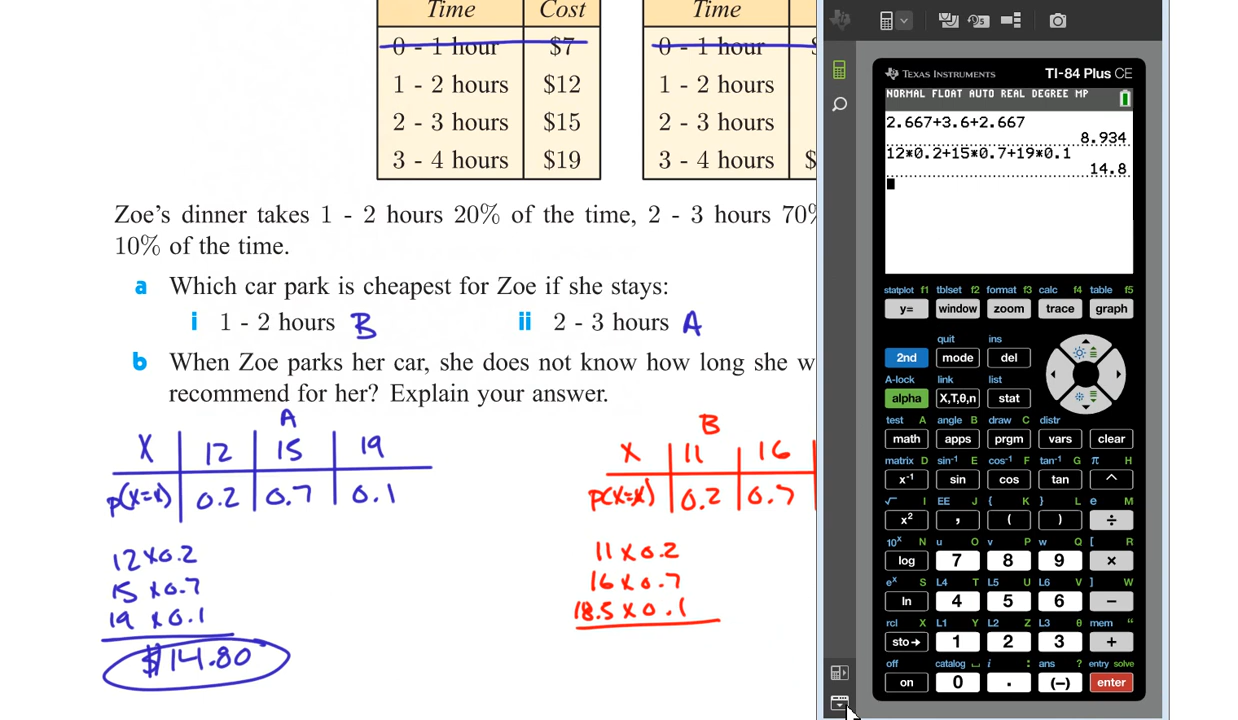 Time Cost Time
0 - 1 hour $7 0 - 1 hour
1 - 2 hours $12 1 - 2 hours
2 - 3 hours $15 2 - 3 hours
3 - 4 hours $19 3 - 4 hours $
Zoe's dinner takes 1 - 2 hours 20% of the time, 2 - 3 hours 70%
10% of the time.
a Which car park is cheapest for Zoe if she stays:
i 1 - 2 hours B ii 2 - 3 hours A
b When Zoe parks her car, she does not know how long she w
recommend for her? Explain your answer.
A
X 12 15 19
p(X=x) 0.2 0.7 0.1
12 x 0.2
15 x 0.7
19 x 0.1
$14.80
B
X 11 16
P(X=x) 0.2 0.7
11 x 0.2
16 x 0.7
18.5 x 0.1
TEXAS INSTRUMENTS TI-84 Plus CE
NORMAL FLOAT AUTO REAL DEGREE MP
2.667+3.6+2.667
8.934
12*0.2+15*0.7+19*0.1
14.8
statplot f1 tblset f2 format f3 calc f4 table f5
y= window zoom trace graph
quit ins
2nd mode del
A-lock link list
alpha X,T,θ,n stat
test A angle B draw C distr
math apps prgm vars clear
matrix D sin⁻¹ E cos⁻¹ F tan⁻¹ G π H
x⁻¹ sin cos tan ^
√ I EE J { K } L e M
x² , ( ) ÷
10ˣ N u O v P w Q [ R
log 7 8 9 ×
eˣ S L4 T L5 U L6 V ] W
ln 4 5 6 −
rcl X L1 Y L2 Z L3 θ mem "
sto→ 1 2 3 +
off catalog i : ans ? entry solve
on 0 . (−) enter